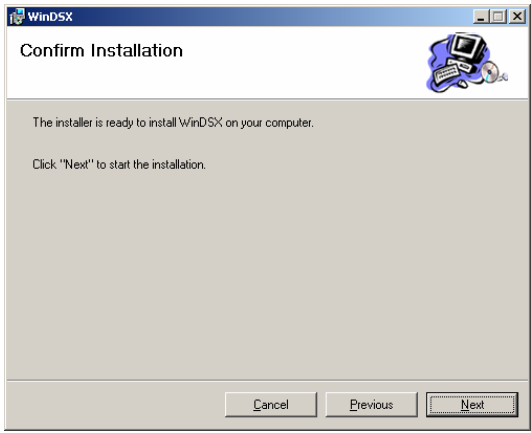 WinDSX
Confirm Installation
The installer is ready to install WinDSX on your computer.
Click "Next" to start the installation.
Cancel Previous Next